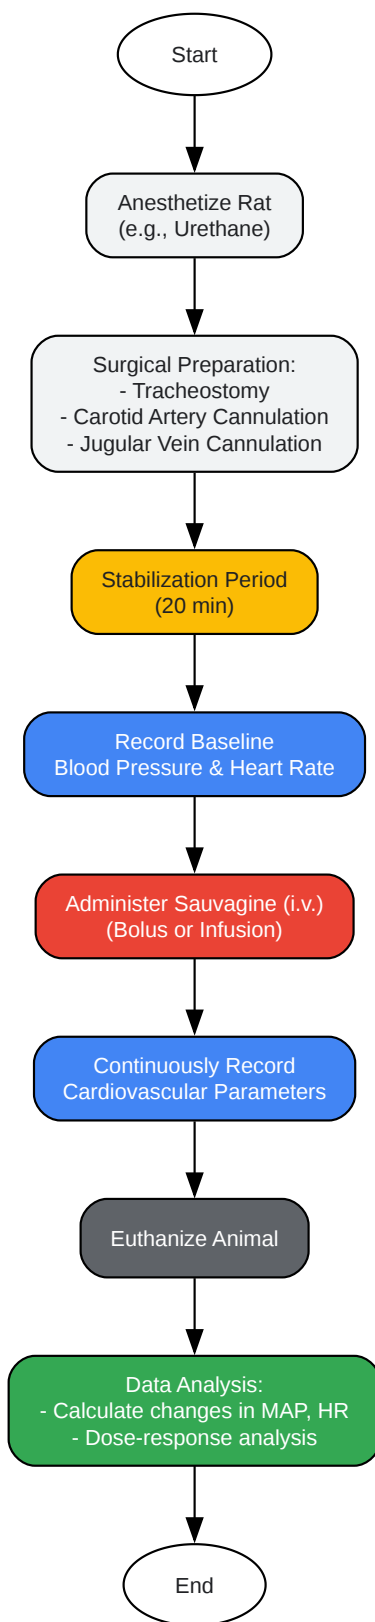 Start
Anesthetize Rat
(e.g., Urethane)
Surgical Preparation:
- Tracheostomy
- Carotid Artery Cannulation
- Jugular Vein Cannulation
Stabilization Period
(20 min)
Record Baseline
Blood Pressure & Heart Rate
Administer Sauvagine (i.v.)
(Bolus or Infusion)
Continuously Record
Cardiovascular Parameters
Euthanize Animal
Data Analysis:
- Calculate changes in MAP, HR
- Dose-response analysis
End